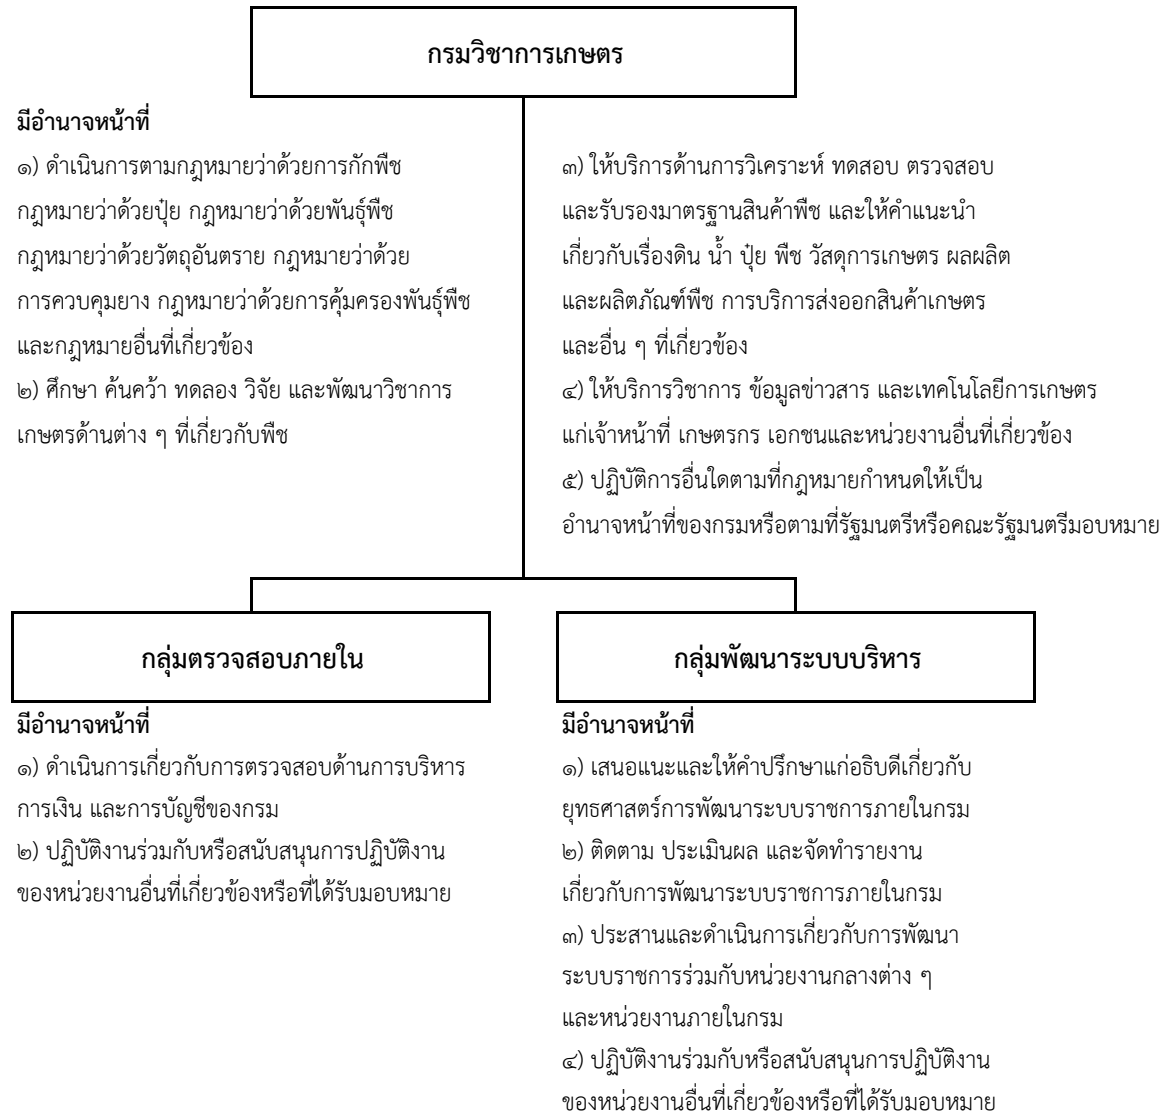 กรมวิชาการเกษตร
มีอำนาจหน้าที่
๑) ดำเนินการตามกฎหมายว่าด้วยการกักพืช
กฎหมายว่าด้วยปุ๋ย กฎหมายว่าด้วยพันธุ์พืช
กฎหมายว่าด้วยวัตถุอันตราย กฎหมายว่าด้วย
การควบคุมยาง กฎหมายว่าด้วยการคุ้มครองพันธุ์พืช
และกฎหมายอื่นที่เกี่ยวข้อง
๒) ศึกษา ค้นคว้า ทดลอง วิจัย และพัฒนาวิชาการ
เกษตรด้านต่าง ๆ ที่เกี่ยวกับพืช
๓) ให้บริการด้านการวิเคราะห์ ทดสอบ ตรวจสอบ
และรับรองมาตรฐานสินค้าพืช และให้คำแนะนำ
เกี่ยวกับเรื่องดิน น้ำ ปุ๋ย พืช วัสดุการเกษตร ผลผลิต
และผลิตภัณฑ์พืช การบริการส่งออกสินค้าเกษตร
และอื่น ๆ ที่เกี่ยวข้อง
๔) ให้บริการวิชาการ ข้อมูลข่าวสาร และเทคโนโลยีการเกษตร
แก่เจ้าหน้าที่ เกษตรกร เอกชนและหน่วยงานอื่นที่เกี่ยวข้อง
๕) ปฏิบัติการอื่นใดตามที่กฎหมายกำหนดให้เป็น
อำนาจหน้าที่ของกรมหรือตามที่รัฐมนตรีหรือคณะรัฐมนตรีมอบหมาย
กลุ่มตรวจสอบภายใน
มีอำนาจหน้าที่
๑) ดำเนินการเกี่ยวกับการตรวจสอบด้านการบริหาร
การเงิน และการบัญชีของกรม
๒) ปฏิบัติงานร่วมกับหรือสนับสนุนการปฏิบัติงาน
ของหน่วยงานอื่นที่เกี่ยวข้องหรือที่ได้รับมอบหมาย
กลุ่มพัฒนาระบบบริหาร
มีอำนาจหน้าที่
๑) เสนอแนะและให้คำปรึกษาแก่อธิบดีเกี่ยวกับ
ยุทธศาสตร์การพัฒนาระบบราชการภายในกรม
๒) ติดตาม ประเมินผล และจัดทำรายงาน
เกี่ยวกับการพัฒนาระบบราชการภายในกรม
๓) ประสานและดำเนินการเกี่ยวกับการพัฒนา
ระบบราชการร่วมกับหน่วยงานกลางต่าง ๆ
และหน่วยงานภายในกรม
๔) ปฏิบัติงานร่วมกับหรือสนับสนุนการปฏิบัติงาน
ของหน่วยงานอื่นที่เกี่ยวข้องหรือที่ได้รับมอบหมาย